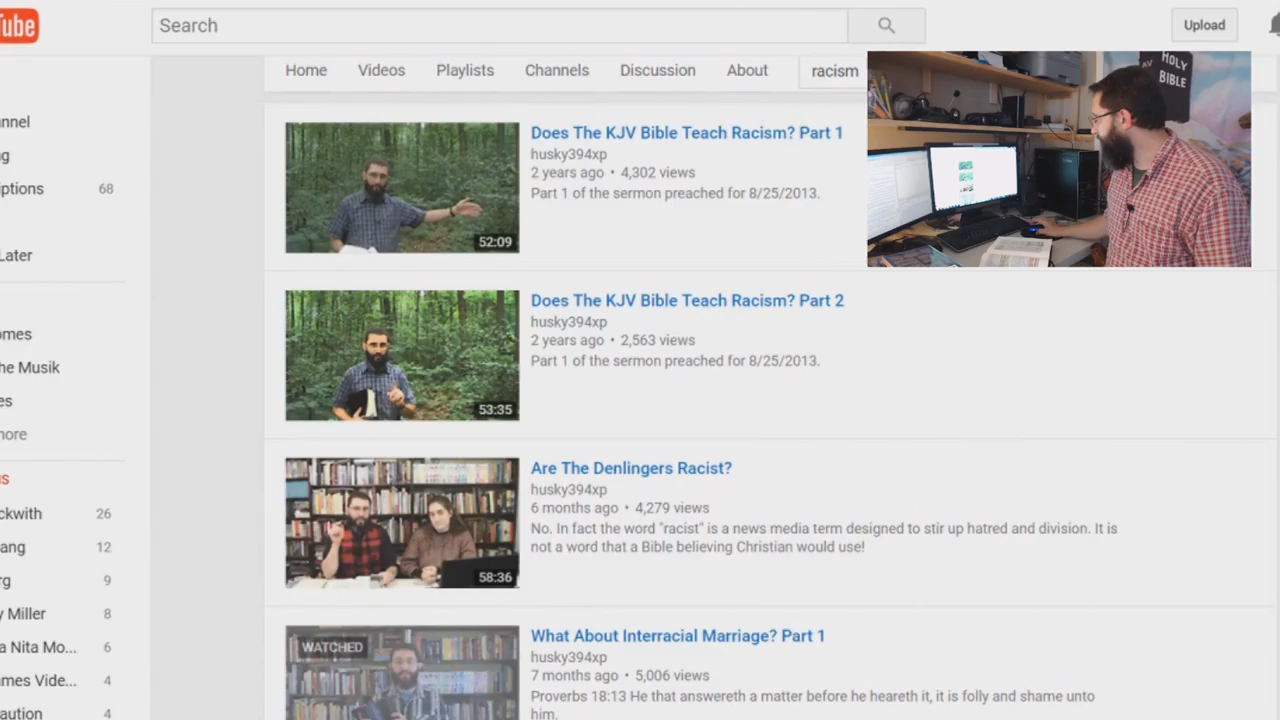 Tube
Search
Upload
Home Videos Playlists Channels Discussion About racism
HOLY
BIBLE
AV
nnel
Does The KJV Bible Teach Racism? Part 1
husky394xp
2 years ago • 4,302 views
Part 1 of the sermon preached for 8/25/2013.
52:09
g
iptions 68
Later
Does The KJV Bible Teach Racism? Part 2
husky394xp
2 years ago • 2,563 views
Part 1 of the sermon preached for 8/25/2013.
53:35
omes
he Musik
es
nore
s
Are The Denlingers Racist?
husky394xp
6 months ago • 4,279 views
No. In fact the word "racist" is a news media term designed to stir up hatred and division. It is
not a word that a Bible believing Christian would use!
58:36
ckwith 26
ang 12
rg 9
y Miller 8
a Nita Mo... 6
ames Vide... 4
aution 4
WATCHED
What About Interracial Marriage? Part 1
husky394xp
7 months ago • 5,006 views
Proverbs 18:13 He that answereth a matter before he heareth it, it is folly and shame unto
him.